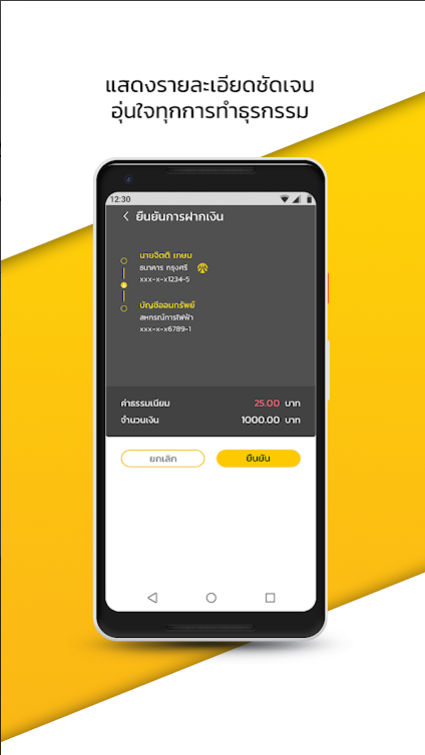 แสดงรายละเอียดชัดเจน
อุ่นใจทุกการทำธุรกรรม
12:30
ยืนยันการฝากเงิน
นายจิตติ เกษม
ธนาคาร กรุงศรี
xxx-x-x1234-5
บัญชีออมทรัพย์
สหกรณ์การไฟฟ้า
xxx-x-x6789-1
ค่าธรรมเนียม 25.00 บาท
จำนวนเงิน 1000.00 บาท
ยกเลิก ยืนยัน